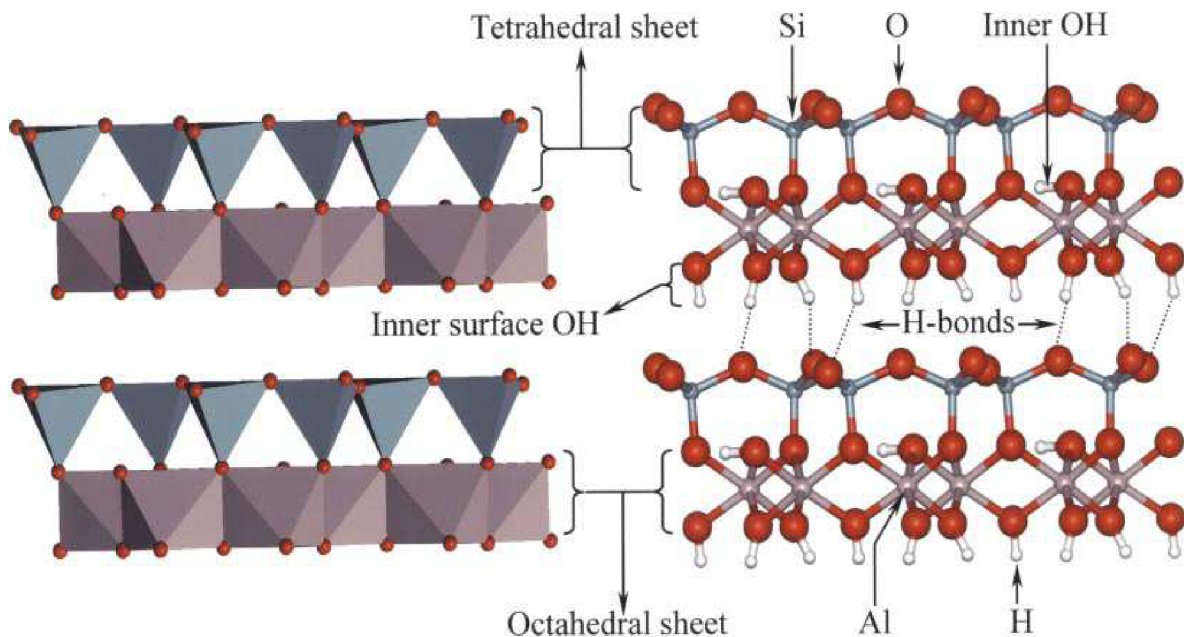 Tetrahedral sheet
Si
O
Inner OH
Inner surface OH
H-bonds
Octahedral sheet
Al
H